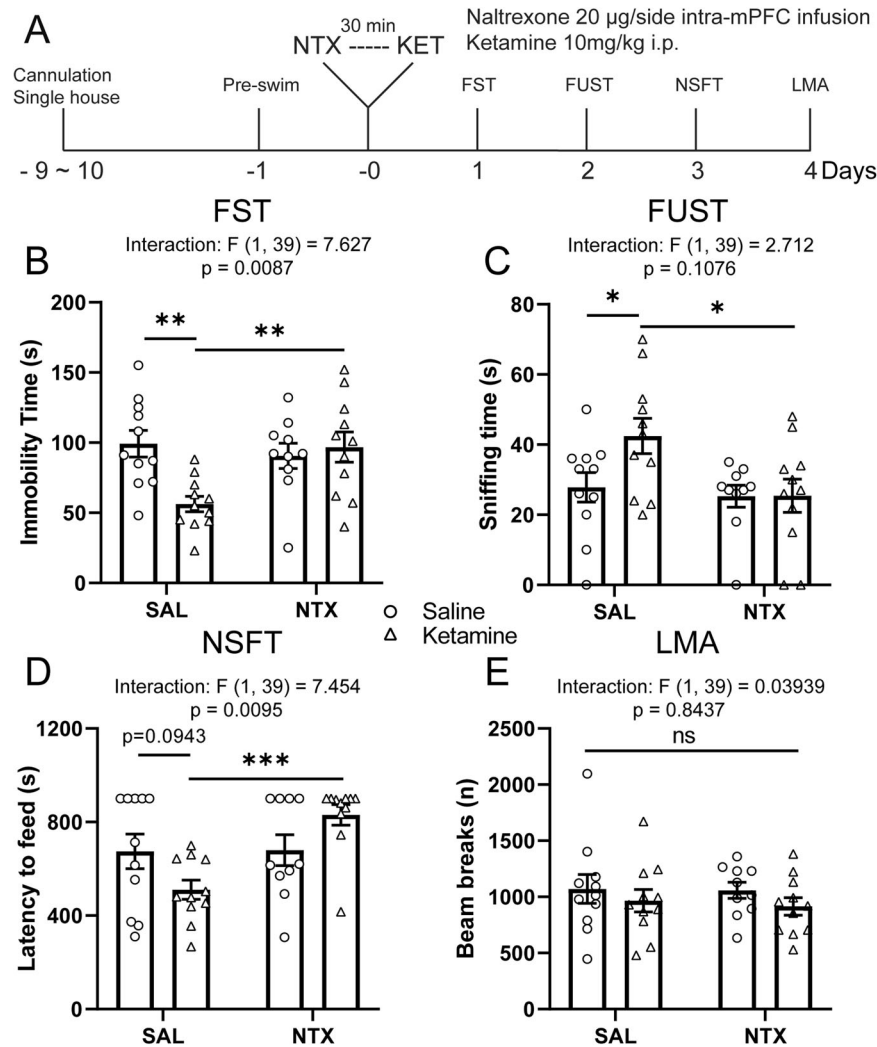 A
30 min
NTX ----- KET
Naltrexone 20 µg/side intra-mPFC infusion
Ketamine 10mg/kg i.p.
Cannulation
Single house
Pre-swim
FST
FUST
NSFT
LMA
- 9 ~ 10
-1
-0
1
2
3
4 Days
FST
B
Interaction: F (1, 39) = 7.627
p = 0.0087
Immobility Time (s)
200
150
100
50
0
**
**
SAL
NTX
FUST
C
Interaction: F (1, 39) = 2.712
p = 0.1076
Sniffing time (s)
80
60
40
20
0
*
*
SAL
NTX
Saline
Ketamine
NSFT
D
Interaction: F (1, 39) = 7.454
p = 0.0095
Latency to feed (s)
1200
800
400
0
p=0.0943
***
SAL
NTX
LMA
E
Interaction: F (1, 39) = 0.03939
p = 0.8437
Beam breaks (n)
2500
2000
1500
1000
500
0
ns
SAL
NTX